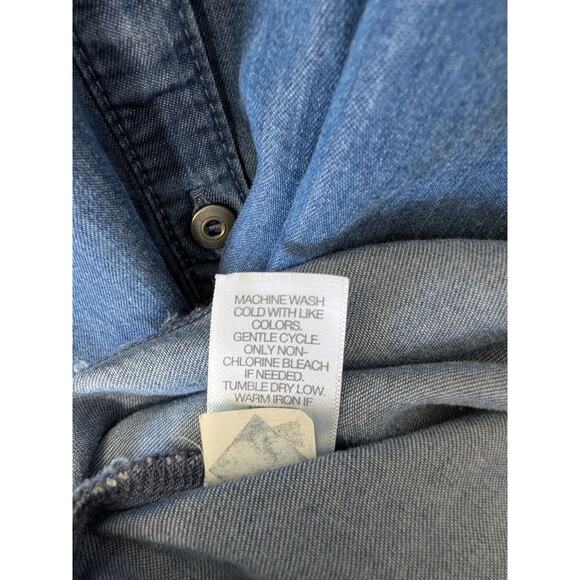 MACHINE WASH
COLD WITH LIKE
COLORS.
GENTLE CYCLE.
ONLY NON-
CHLORINE BLEACH
IF NEEDED.
TUMBLE DRY LOW.
WARM IRON IF